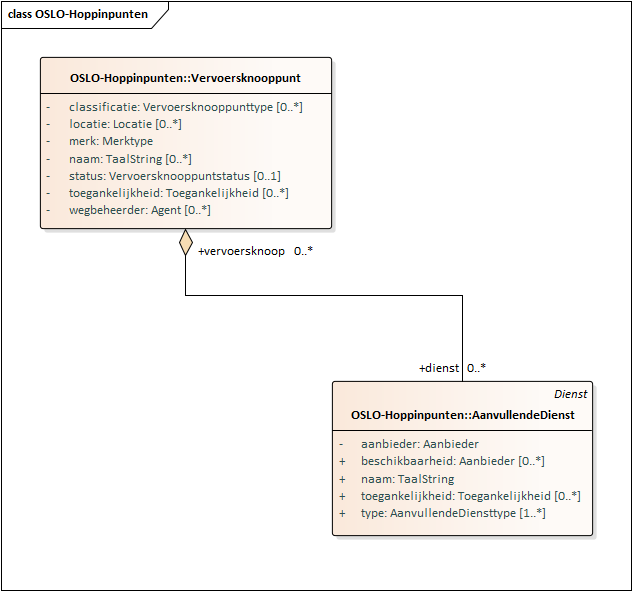 class OSLO-Hoppinpunten
OSLO-Hoppinpunten::Vervoersknooppunt
- classificatie: Vervoersknooppunttype [0..*]
- locatie: Locatie [0..*]
- merk: Merktype
- naam: TaalString [0..*]
- status: Vervoersknooppuntstatus [0..1]
- toegankelijkheid: Toegankelijkheid [0..*]
- wegbeheerder: Agent [0..*]
+vervoersknoop 0..*
+dienst 0..*
Dienst
OSLO-Hoppinpunten::AanvullendeDienst
- aanbieder: Aanbieder
+ beschikbaarheid: Aanbieder [0..*]
+ naam: TaalString
+ toegankelijkheid: Toegankelijkheid [0..*]
+ type: AanvullendeDiensttype [1..*]